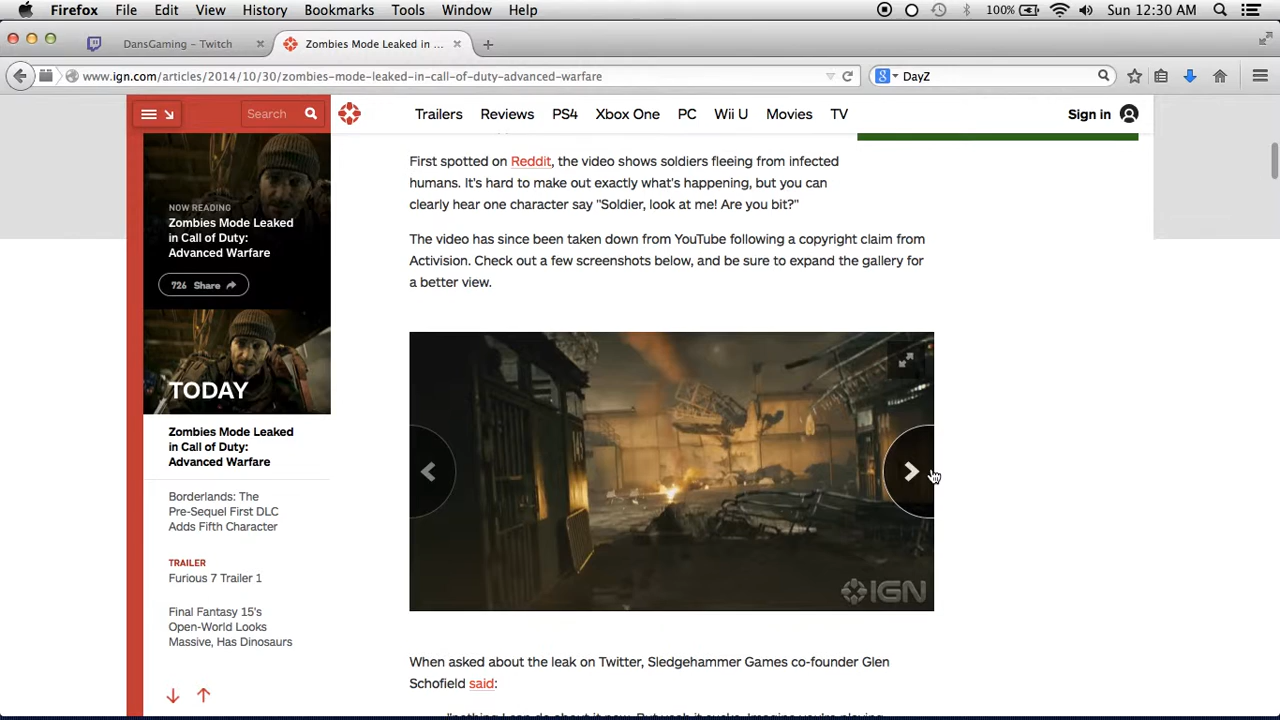 Firefox File Edit View History Bookmarks Tools Window Help 100% Sun 12:30 AM
DansGaming - Twitch Zombies Mode Leaked in ...
www.ign.com/articles/2014/10/30/zombies-mode-leaked-in-call-of-duty-advanced-warfare DayZ
Search Trailers Reviews PS4 Xbox One Wii U PC Movies TV Sign in
NOW READING
Zombies Mode Leaked
in Call of Duty:
Advanced Warfare
726 Share
TODAY
Zombies Mode Leaked
in Call of Duty:
Advanced Warfare
Borderlands: The
Pre-Sequel First DLC
Adds Fifth Character
TRAILER
Furious 7 Trailer 1
Final Fantasy 15's
Open-World Looks
Massive, Has Dinosaurs
First spotted on Reddit, the video shows soldiers fleeing from infected
humans. It's hard to make out exactly what's happening, but you can
clearly hear one character say "Soldier, look at me! Are you bit?"
The video has since been taken down from YouTube following a copyright claim from
Activision. Check out a few screenshots below, and be sure to expand the gallery for
a better view.
IGN
When asked about the leak on Twitter, Sledgehammer Games co-founder Glen
Schofield said: